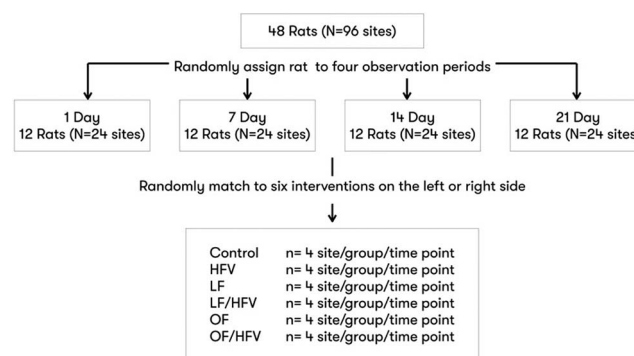 48 Rats (N=96 sites)
Randomly assign rat to four observation periods
1 Day
12 Rats (N=24 sites)
7 Day
12 Rats (N=24 sites)
14 Day
12 Rats (N=24 sites)
21 Day
12 Rats (N=24 sites
Randomly match to six interventions on the left or right side
Control n= 4 site/group/time point
HFV n= 4 site/group/time point
LF n= 4 site/group/time point
LF/HFV n= 4 site/group/time point
OF n= 4 site/group/time point
OF/HFV n= 4 site/group/time point